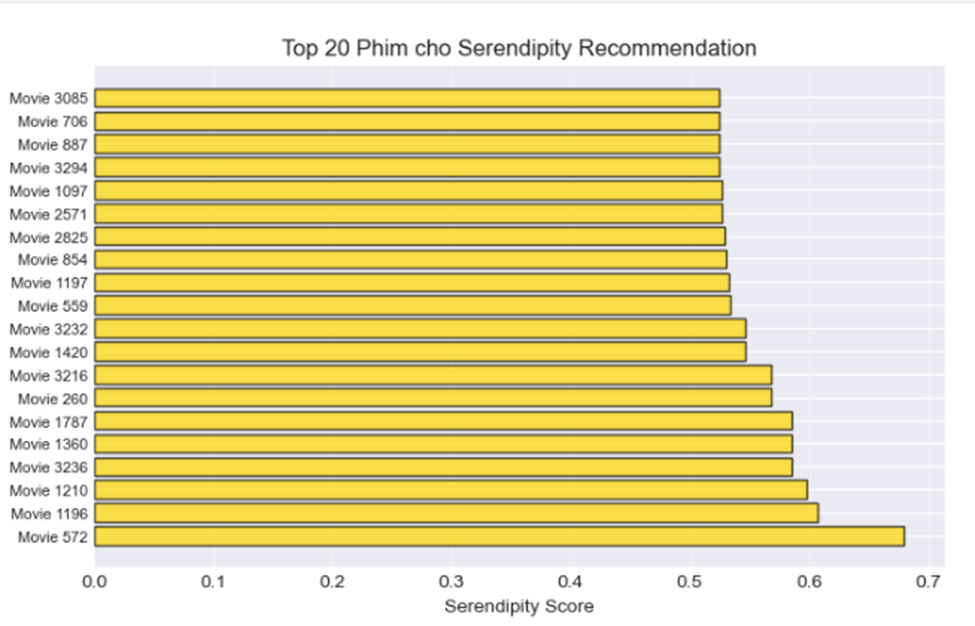 Top 20 Phim cho Serendipity Recommendation
Movie 3085
Movie 706
Movie 887
Movie 3294
Movie 1097
Movie 2571
Movie 2825
Movie 854
Movie 1197
Movie 559
Movie 3232
Movie 1420
Movie 3216
Movie 260
Movie 1787
Movie 1360
Movie 3236
Movie 1210
Movie 1196
Movie 572
0.0 0.1 0.2 0.3 0.4 0.5 0.6 0.7
Serendipity Score